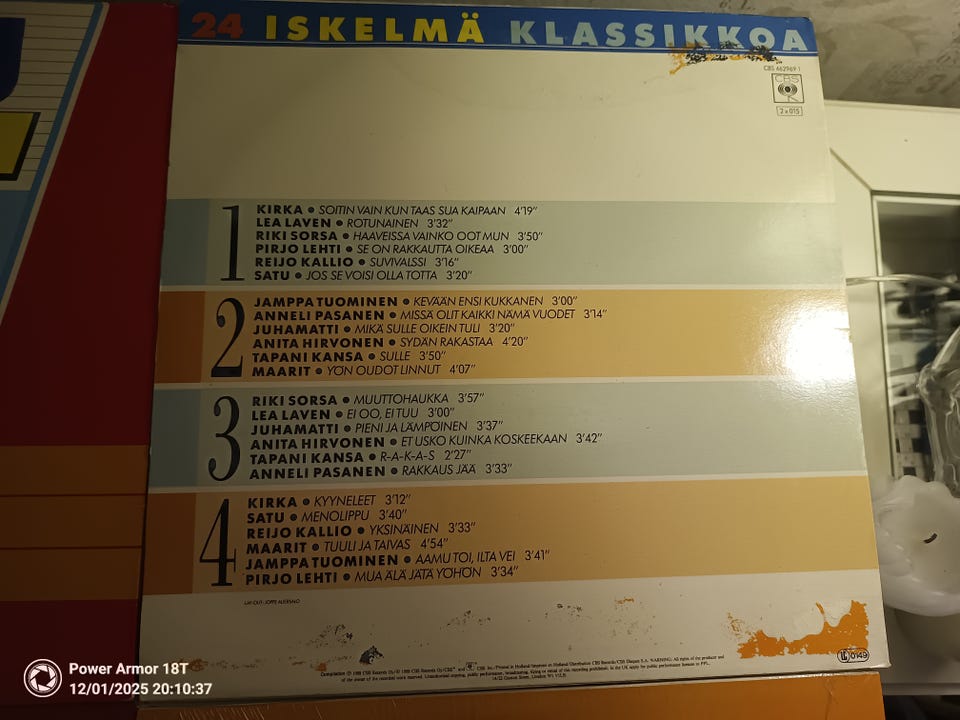 24 ISKELMÄ KLASSIKKOA
CBS 462969 1
CBS
2 x 015
1
KIRKA • SOITIN VAIN KUN TAAS SUA KAIPAAN 4'19"
LEA LAVEN • ROTUNAINEN 3'32"
RIKI SORSA • HAAVEISSA VAINKO OOT MUN 3'50"
PIRJO LEHTI • SE ON RAKKAUTTA OIKEAA 3'00"
REIJO KALLIO • SUVIVALSSI 3'16"
SATU • JOS SE VOISI OLLA TOTTA 3'20"
2
JAMPPA TUOMINEN • KEVÄÄN ENSI KUKKANEN 3'00"
ANNELI PASANEN • MISSÄ OLIT KAIKKI NÄMÄ VUODET 3'14"
JUHAMATTI • MIKÄ SULLE OIKEIN TULI 3'20"
ANITA HIRVONEN • SYDÄN RAKASTAA 4'20"
TAPANI KANSA • SULLE 3'50"
MAARIT • YÖN OUDOT LINNUT 4'07"
3
RIKI SORSA • MUUTTOHAUKKA 3'57"
LEA LAVEN • EI OO, EI TUU 3'00"
JUHAMATTI • PIENI JA LÄMPÖINEN 3'37"
ANITA HIRVONEN • ET USKO KUINKA KOSKEEKAAN 3'42"
TAPANI KANSA • R-A-K-A-S 2'27"
ANNELI PASANEN • RAKKAUS JÄÄ 3'33"
4
KIRKA • KYYNELEET 3'12"
SATU • MENOLIPPU 3'40"
REIJO KALLIO • YKSINÄINEN 3'33"
MAARIT • TUULI JA TAIVAS 4'54"
JAMPPA TUOMINEN • AAMU TOI, ILTA VEI 3'41"
PIRJO LEHTI • MUA ÄLÄ JÄTÄ YÖHÖN 3'34"
LC 0149
Power Armor 18T
12/01/2025 20:10:37